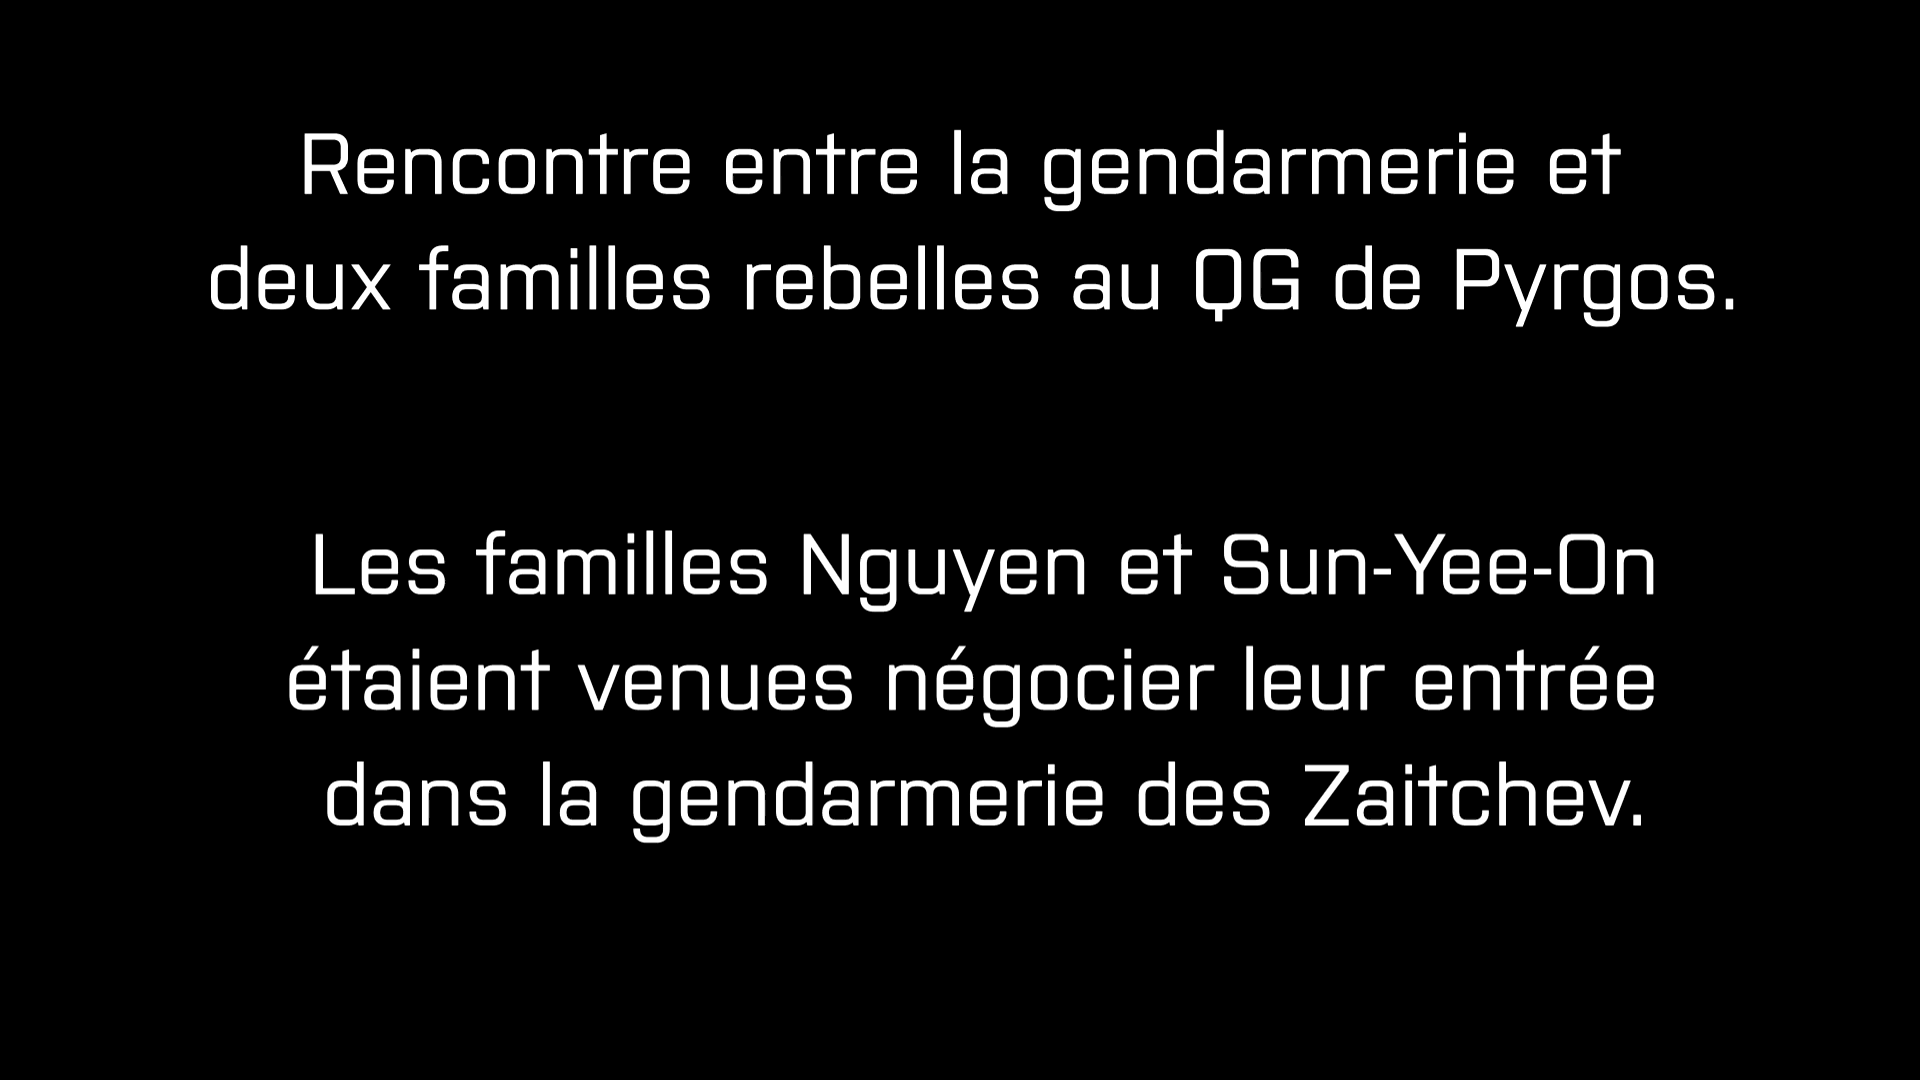 Rencontre entre la gendarmerie et
deux familles rebelles au QG de Pyrgos.
Les familles Nguyen et Sun-Yee-On
étaient venues négocier leur entrée
dans la gendarmerie des Zaitchev.